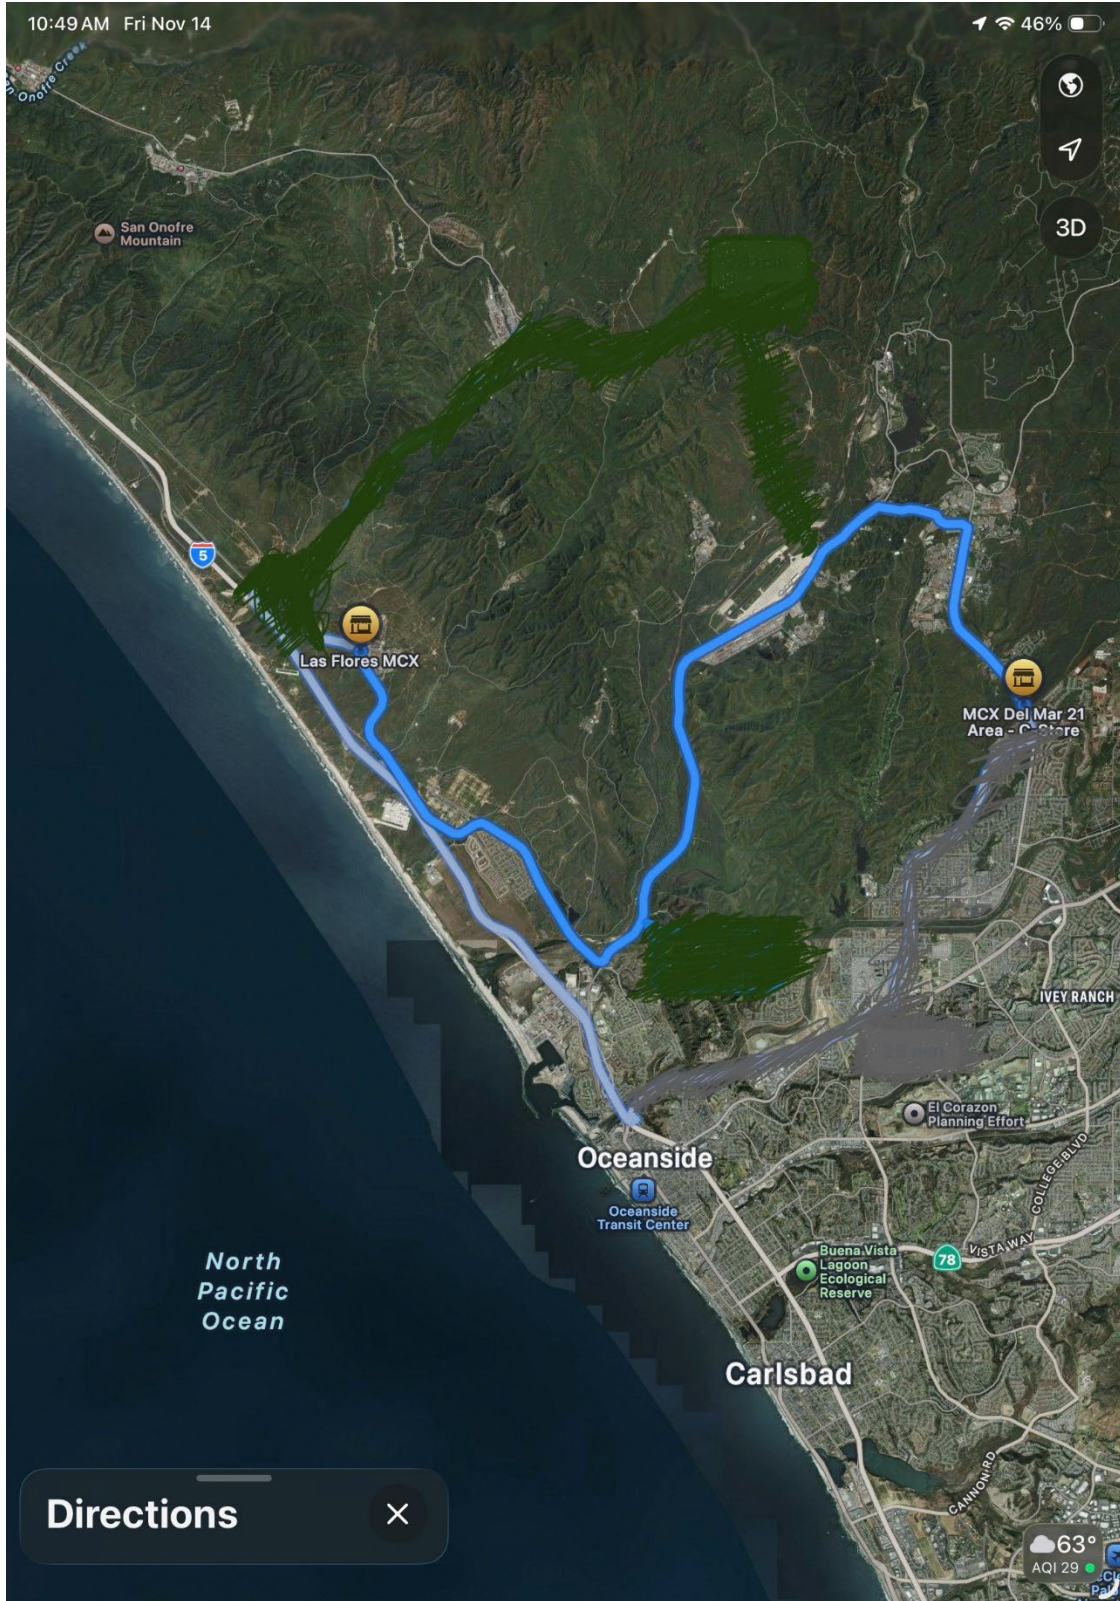 10:49 AM Fri Nov 14
46%
San Onofre Creek
3D
San Onofre
Mountain
5
Las Flores MCX
MCX Del Mar 21
Area - C-Store
IVEY RANCH
El Corazon
Planning Effort
Oceanside
COLLEGE BLVD
Oceanside
Transit Center
VISTA WAY
78
Buena Vista
Lagoon
Ecological
Reserve
North
Pacific
Ocean
Carlsbad
CANNON RD
Directions
63°
AQI 29